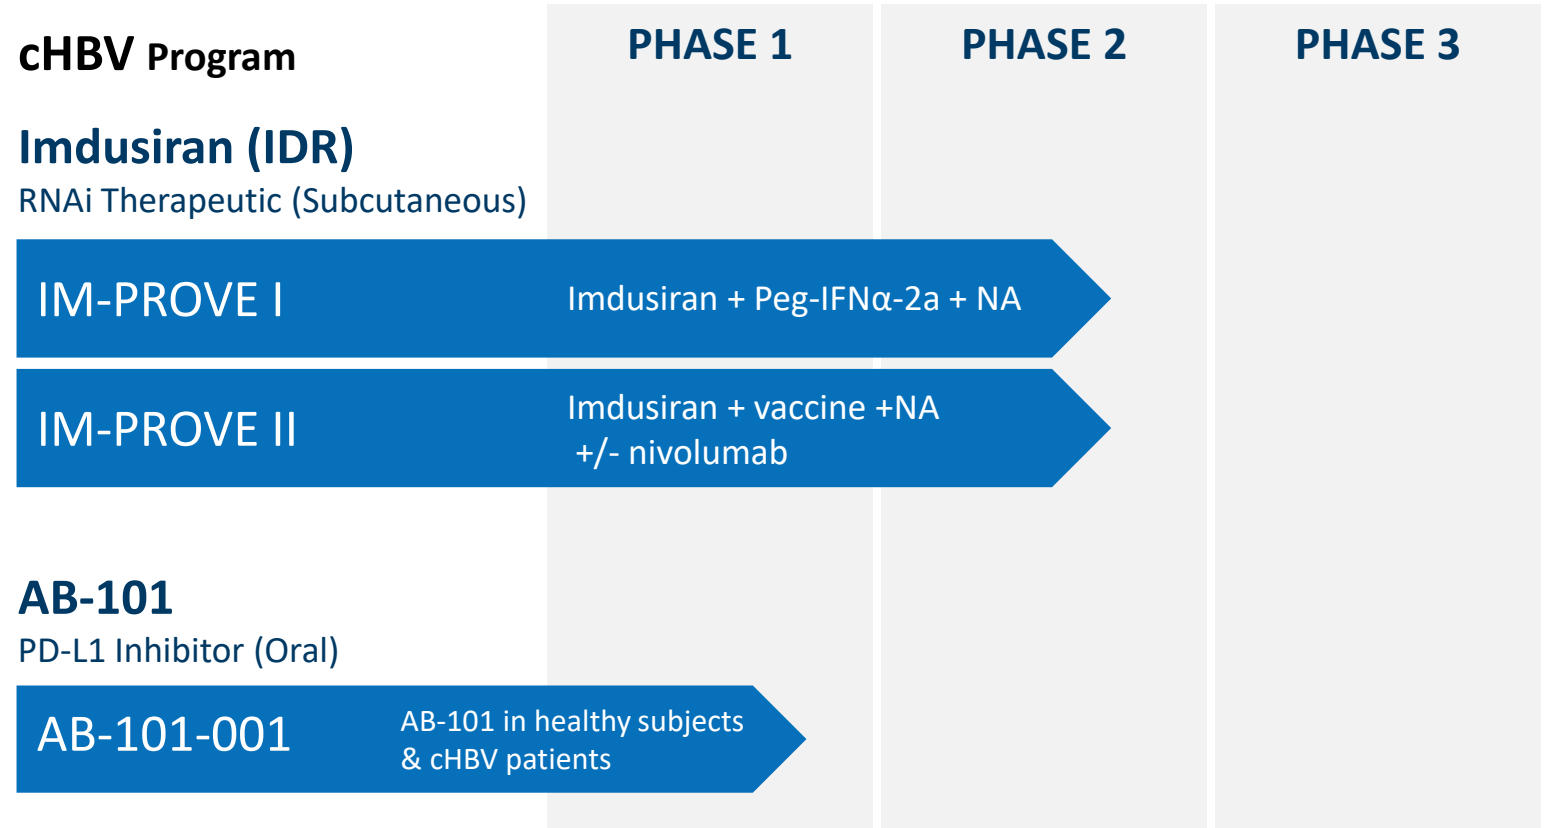 cHBV Program
PHASE 1
PHASE 2
PHASE 3
Imdusiran (IDR)
RNAi Therapeutic (Subcutaneous)
IM-PROVE I
Imdusiran + Peg-IFNα-2a + NA
IM-PROVE II
Imdusiran + vaccine +NA
+/- nivolumab
AB-101
PD-L1 Inhibitor (Oral)
AB-101-001
AB-101 in healthy subjects
& cHBV patients